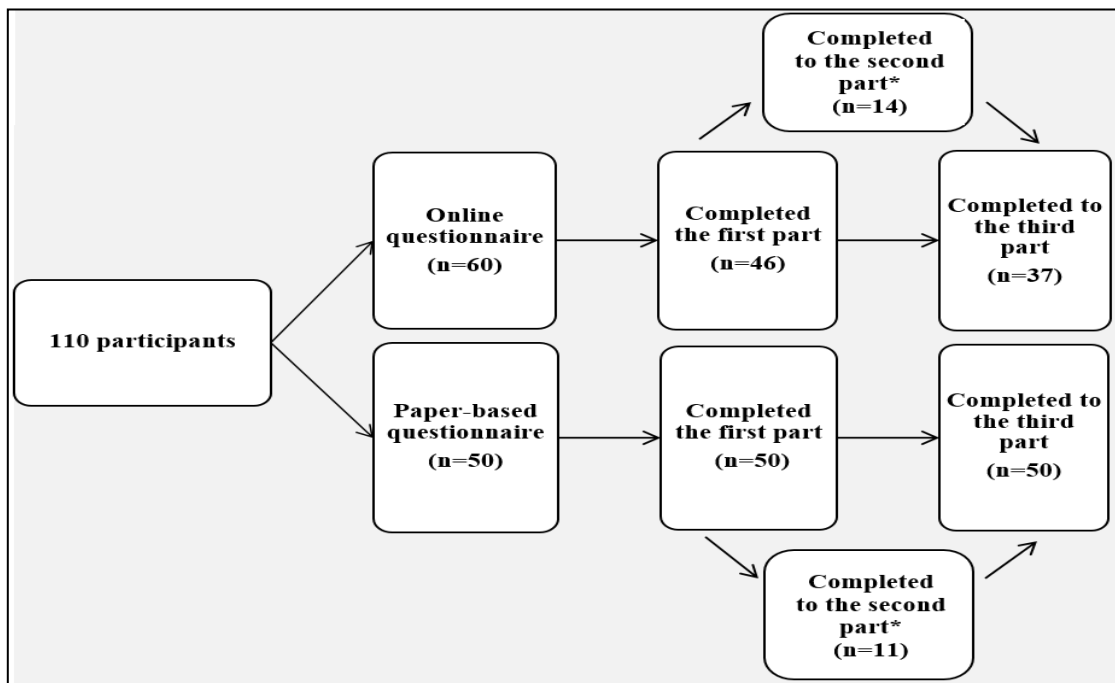 110 participants
Online
questionnaire
(n=60)
Paper-based
questionnaire
(n=50)
Completed
the first part
(n=46)
Completed
the first part
(n=50)
Completed
to the second
part*
(n=14)
Completed
to the second
part*
(n=11)
Completed to
the third
part
(n=37)
Completed to
the third
part
(n=50)